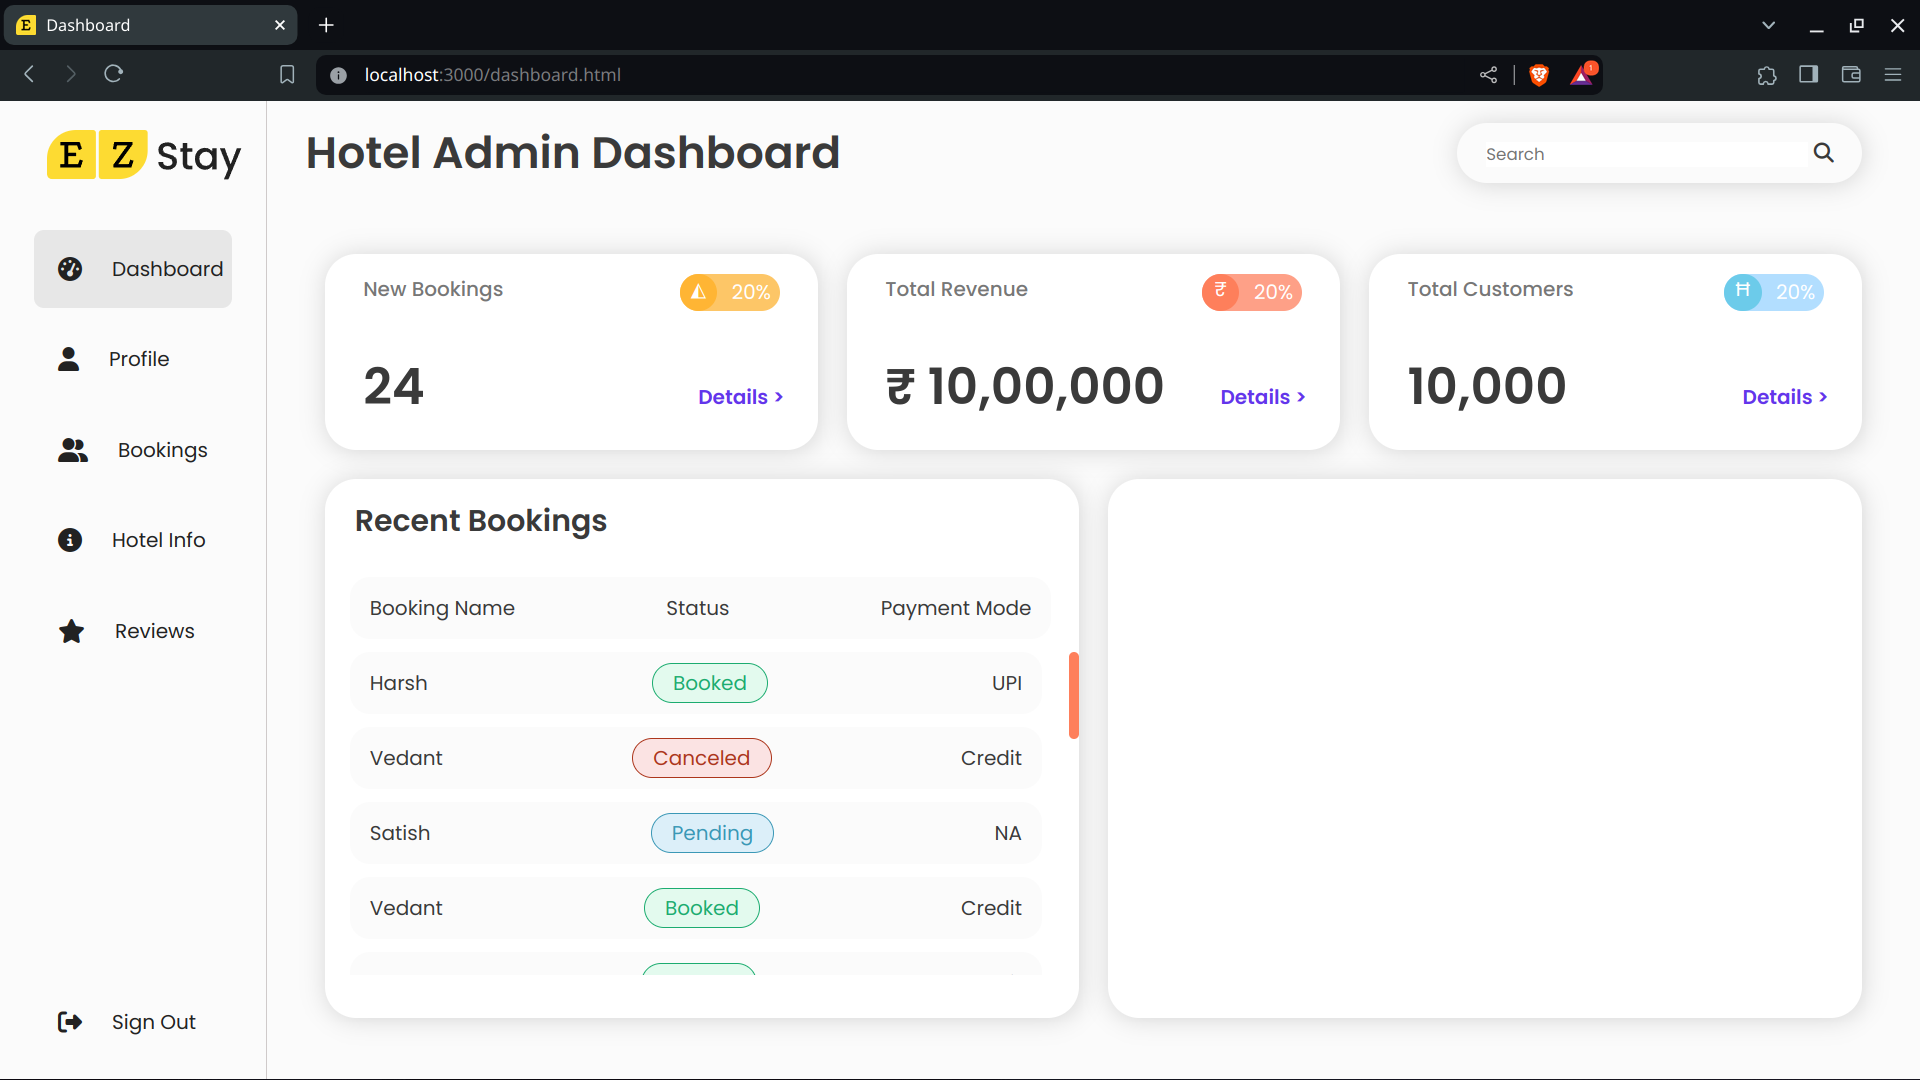 Dashboard
localhost:3000/dashboard.html
1
E Z Stay
Hotel Admin Dashboard
Search
Dashboard
Profile
Bookings
Hotel Info
Reviews
Sign Out
New Bookings
20%
24
Details >
Total Revenue
₹ 20%
₹ 10,00,000
Details >
Total Customers
Ħ 20%
10,000
Details >
Recent Bookings
Booking Name Status Payment Mode
Harsh Booked UPI
Vedant Canceled Credit
Satish Pending NA
Vedant Booked Credit